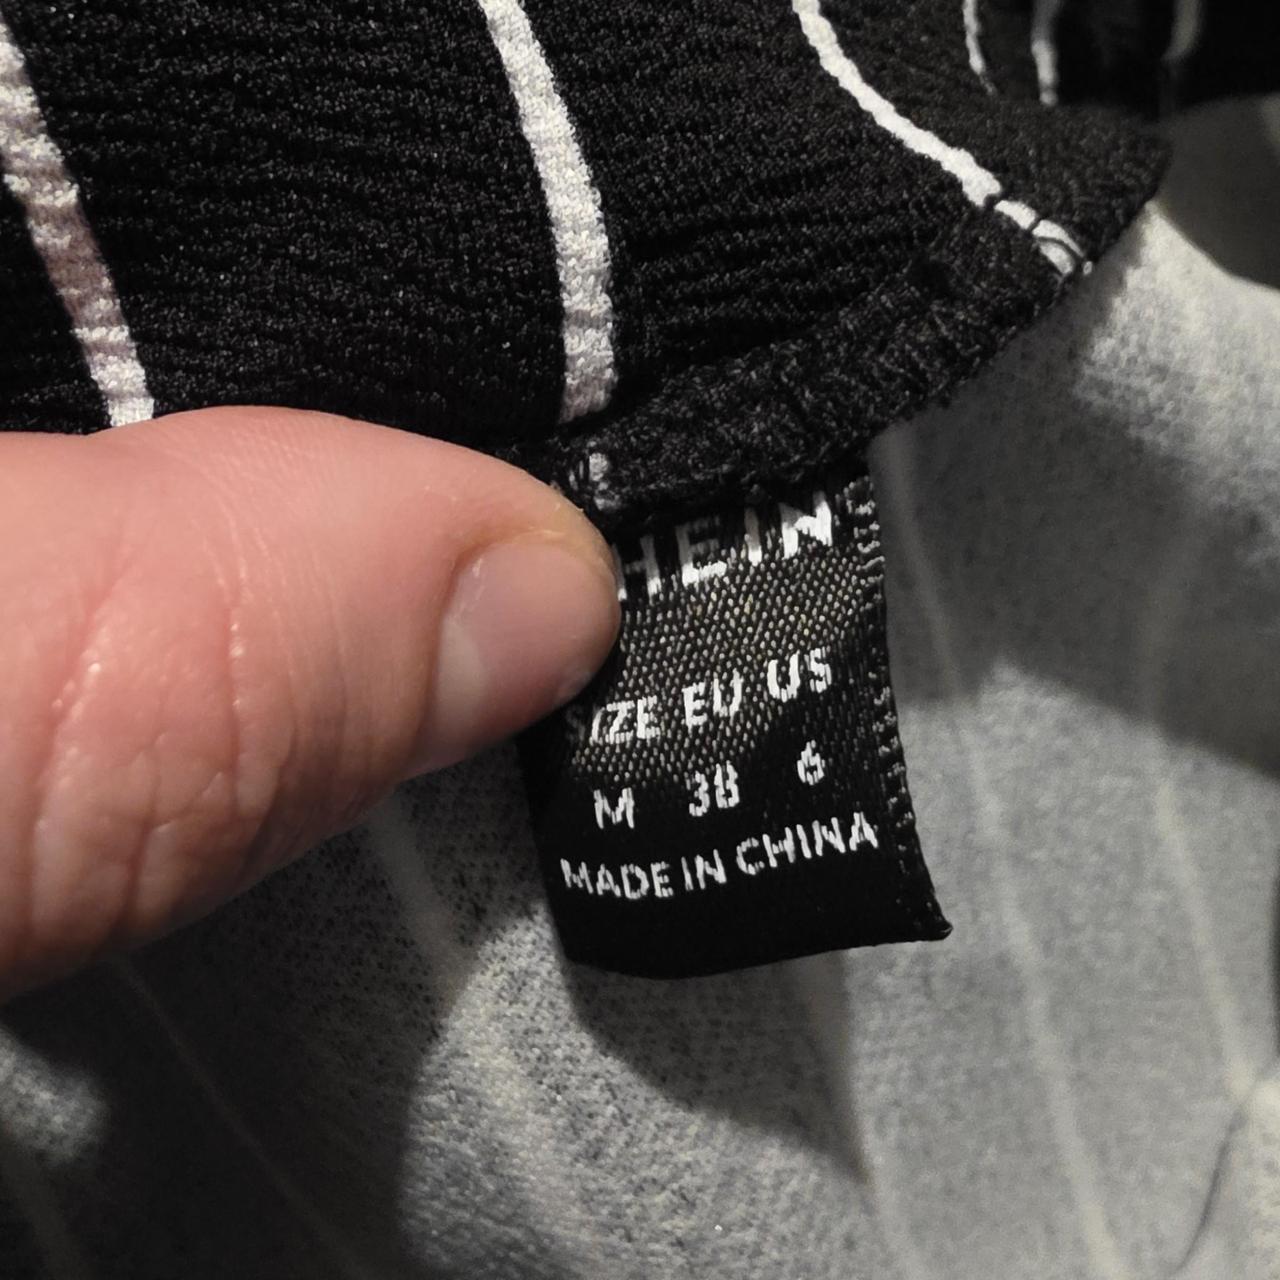 HEIN
SIZE EU US
M 38 6
MADE IN CHINA